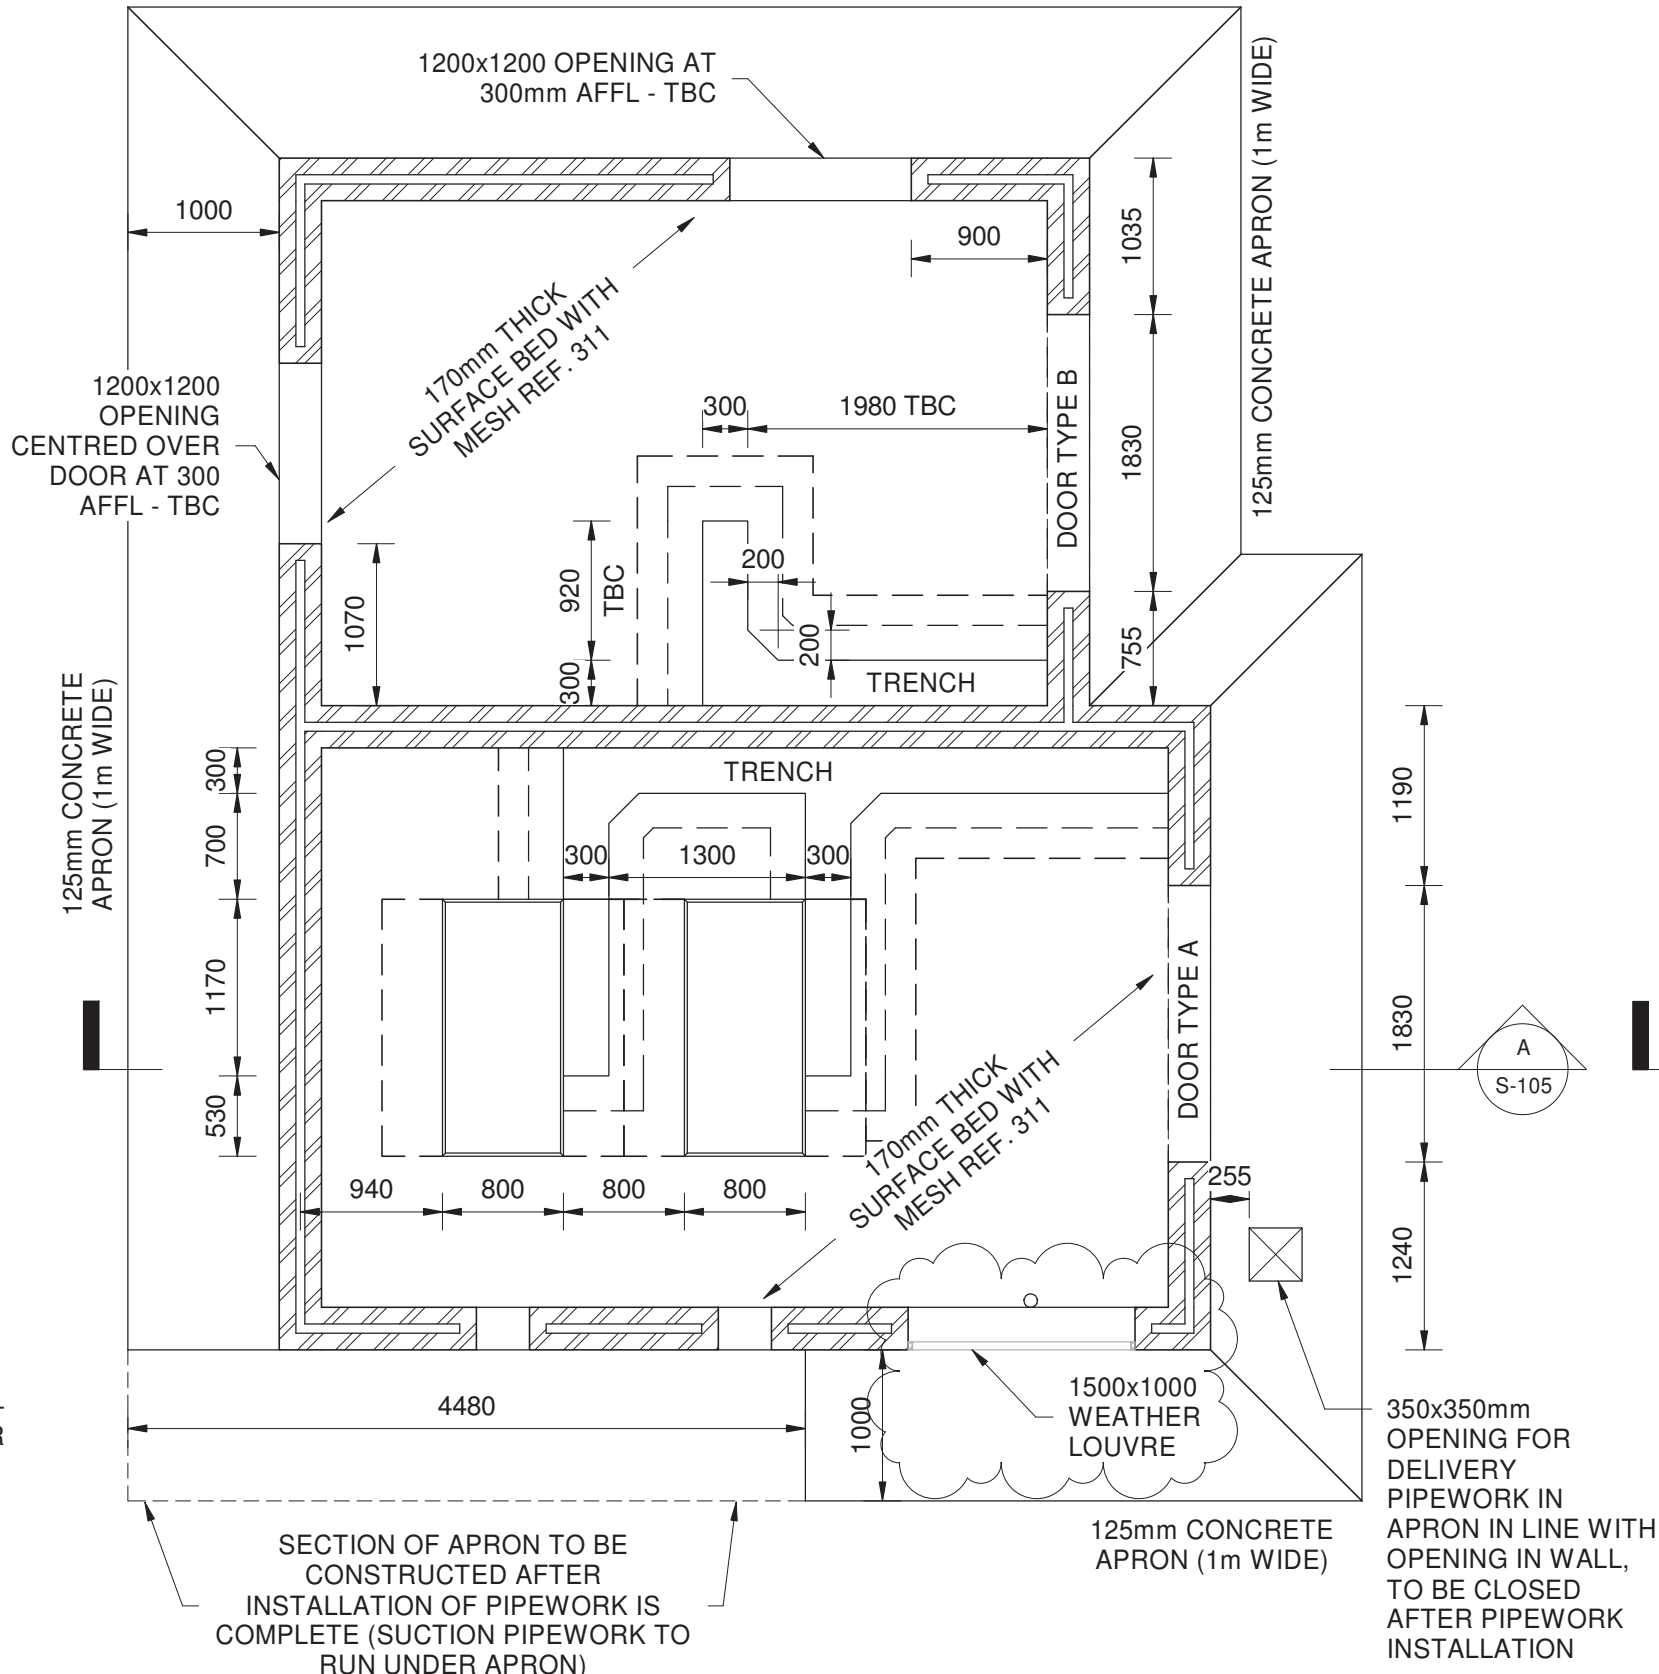 1200x1200 OPENING AT
300mm AFFL - TBC
125mm CONCRETE APRON (1m WIDE)
1000
900
1035
170mm THICK
SURFACE BED WITH
MESH REF. 311
1200x1200
OPENING
CENTRED OVER
DOOR AT 300
AFFL - TBC
300
1980 TBC
DOOR TYPE B
1830
920
TBC
200
1070
200
755
300
TRENCH
125mm CONCRETE
APRON (1m WIDE)
300
TRENCH
1190
700
300
1300
300
1170
DOOR TYPE A
1830
A
S-105
530
170mm THICK
SURFACE BED WITH
MESH REF. 311
940
800
800
800
255
1240
4480
1000
1500x1000
WEATHER
LOUVRE
350x350mm
OPENING FOR
DELIVERY
PIPEWORK IN
APRON IN LINE WITH
OPENING IN WALL,
TO BE CLOSED
AFTER PIPEWORK
INSTALLATION
125mm CONCRETE
APRON (1m WIDE)
SECTION OF APRON TO BE
CONSTRUCTED AFTER
INSTALLATION OF PIPEWORK IS
COMPLETE (SUCTION PIPEWORK TO
RUN UNDER APRON)